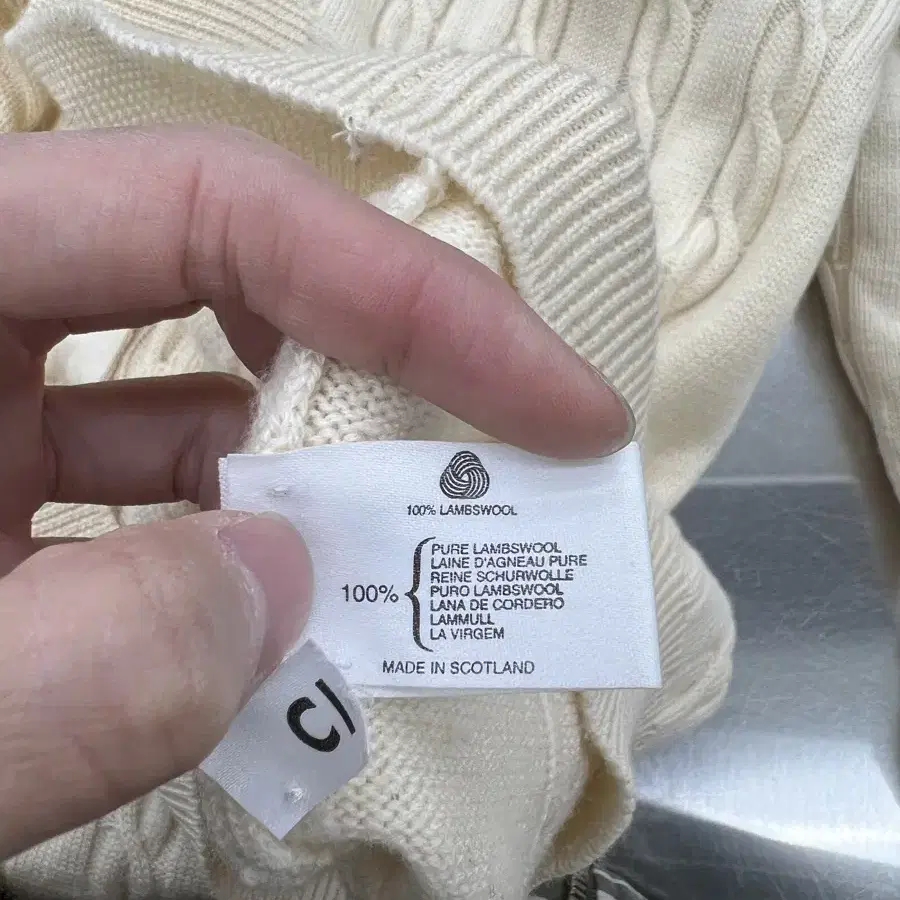 100% LAMBSWOOL
PURE LAMBSWOOL
LAINE D'AGNEAU PURE
REINE SCHURWOLLE
100%
PURO LAMBSWOOL
LANA DE CORDERO
LAMMULL
LA VIRGEM
MADE IN SCOTLAND
C/